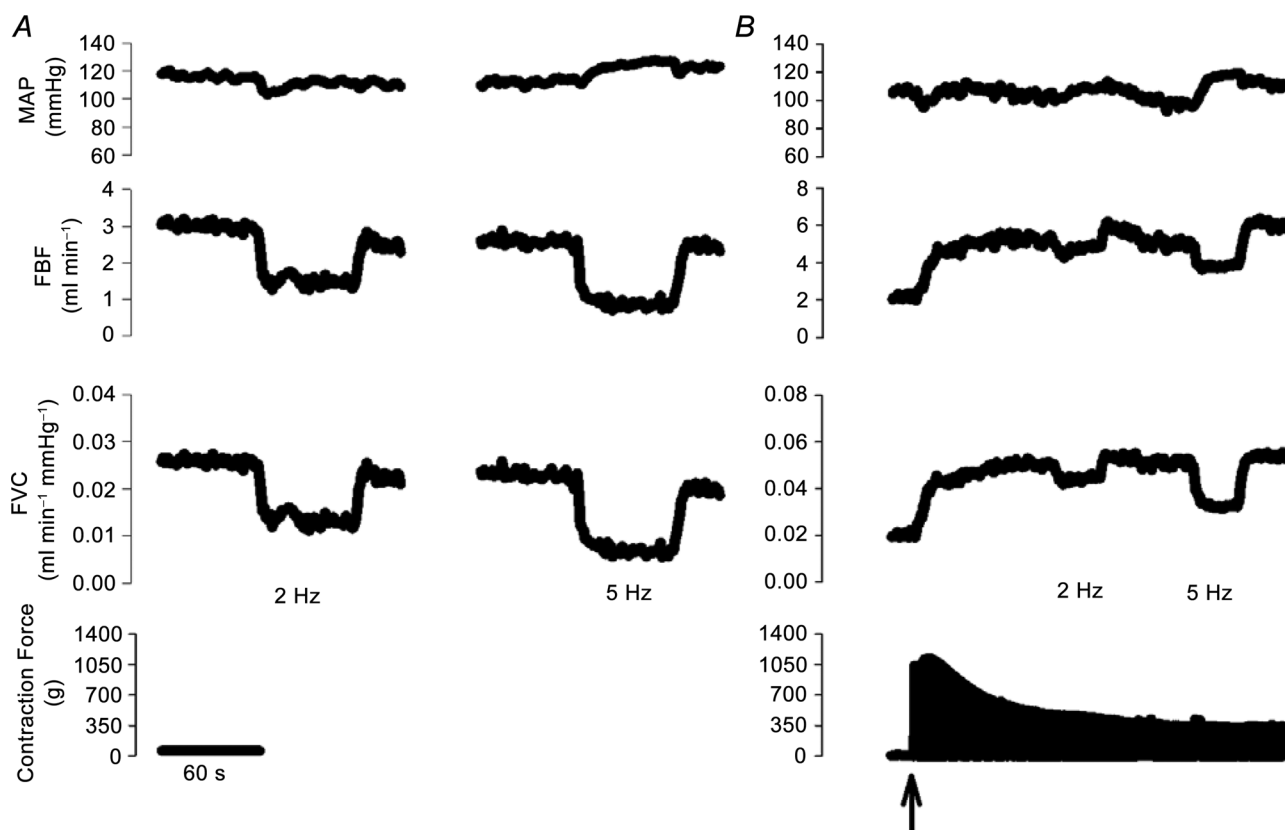 A
B
140
120
100
80
60
MAP
(mmHg)
140
120
100
80
60
4
3
2
1
0
FBF
(ml min⁻¹)
8
6
4
2
0
0.04
0.03
0.02
0.01
0.00
FVC
(ml min⁻¹ mmHg⁻¹)
0.08
0.06
0.04
0.02
0.00
2 Hz
5 Hz
2 Hz
5 Hz
1400
1050
700
350
0
Contraction Force
(g)
60 s
1400
1050
700
350
0